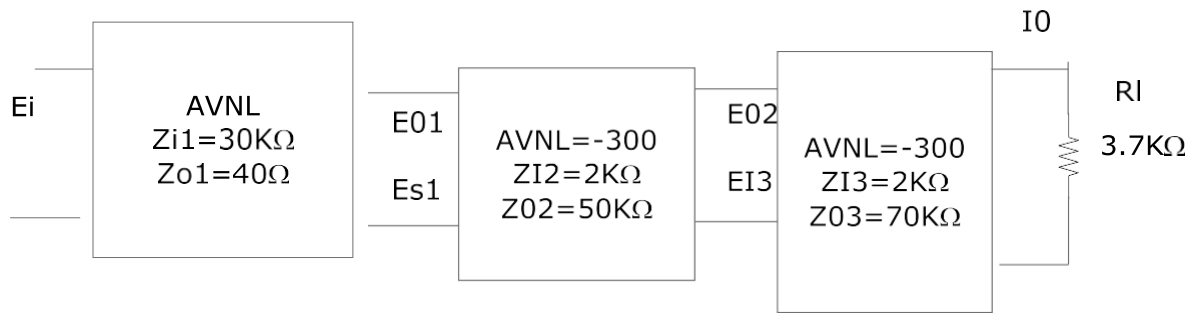 Ei
AVNL
Zi1=30KΩ
Zo1=40Ω
E01
Es1
AVNL=-300
ZI2=2KΩ
Z02=50KΩ
E02
EI3
AVNL=-300
ZI3=2KΩ
Z03=70KΩ
I0
Rl
3.7KΩ